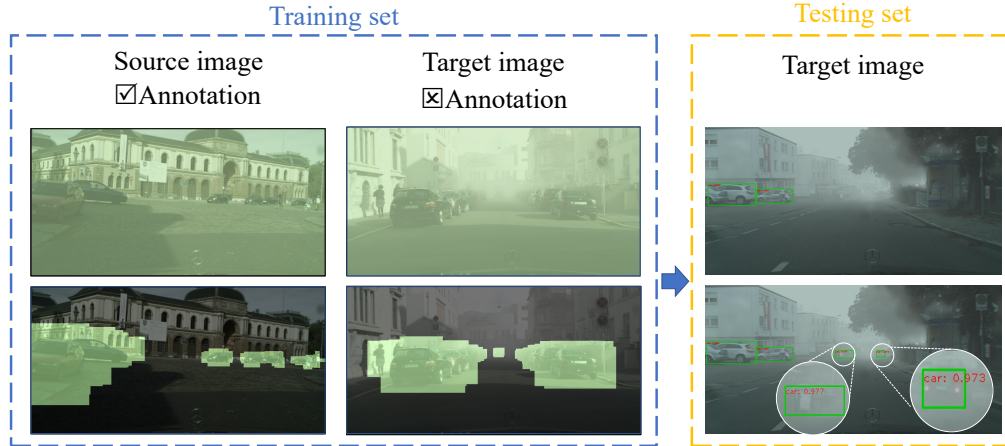 Training set
Testing set
Source image
☑Annotation
Target image
☒Annotation
Target image
car: 0.977
car: 0.973